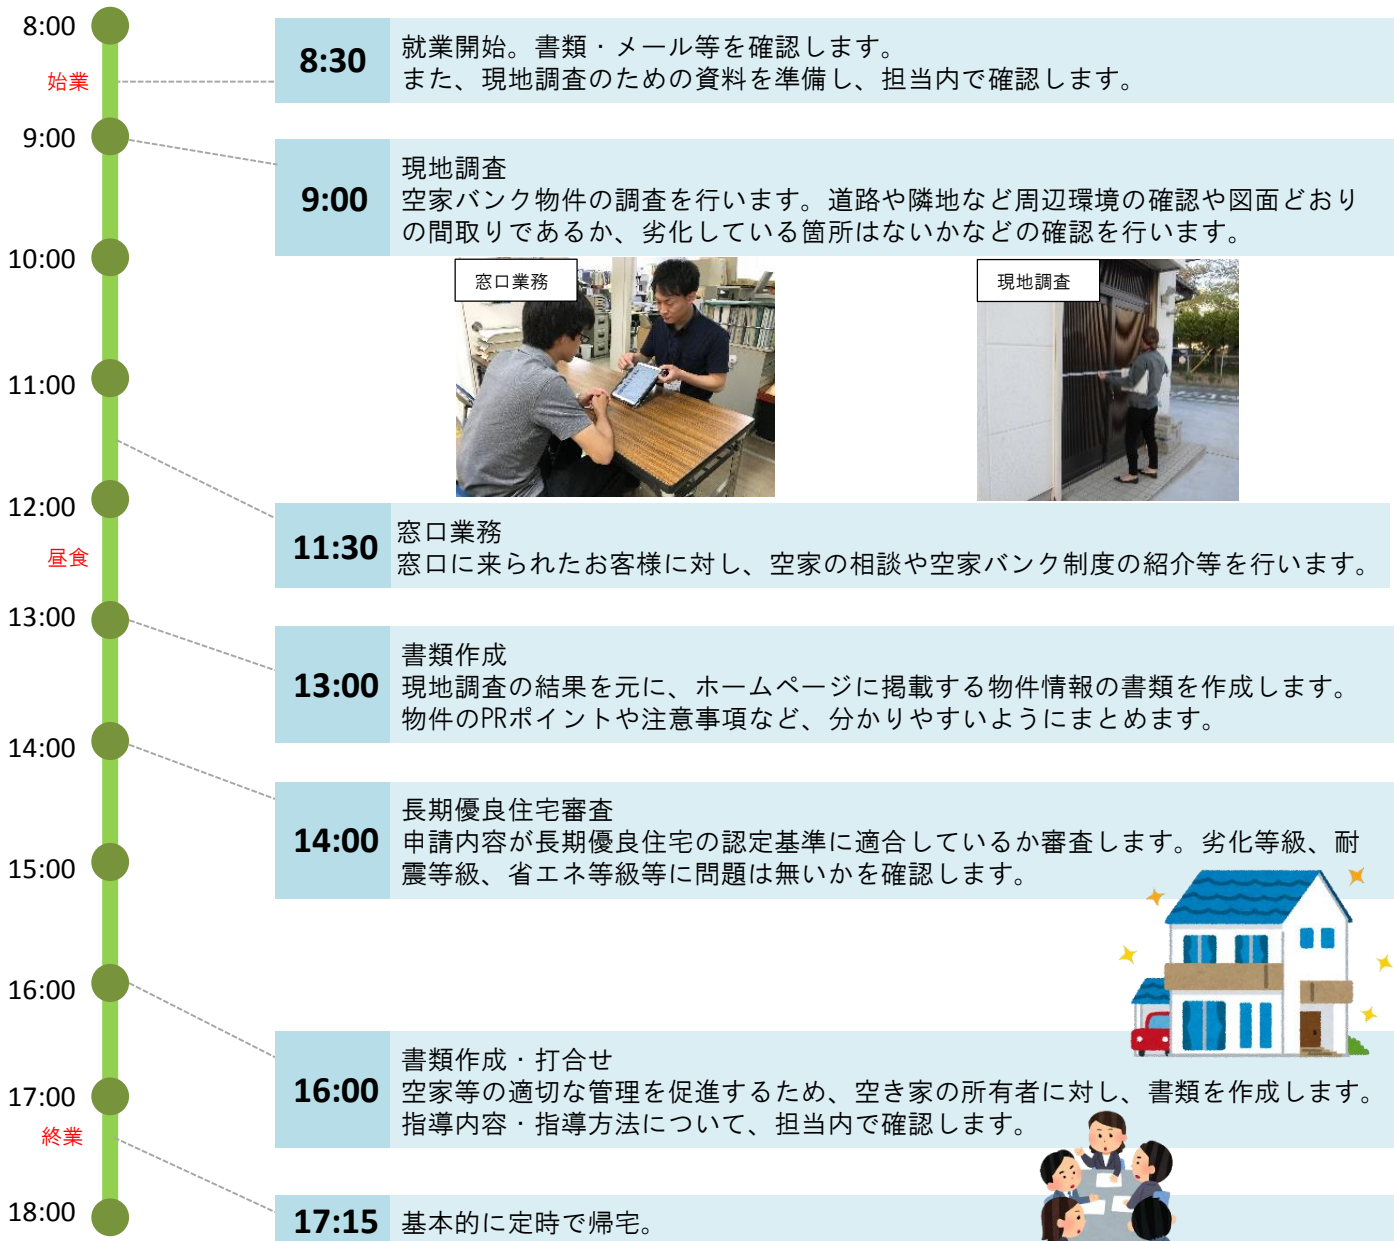 8:00
始業
8:30
就業開始。書類・メール等を確認します。
また、現地調査のための資料を準備し、担当内で確認します。
9:00
9:00
現地調査
空家バンク物件の調査を行います。道路や隣地など周辺環境の確認や図面どおり
の間取りであるか、劣化している箇所はないかなどの確認を行います。
10:00
窓口業務
現地調査
11:00
11:30
窓口業務
窓口に来られたお客様に対し、空家の相談や空家バンク制度の紹介等を行います。
12:00
昼食
13:00
13:00
書類作成
現地調査の結果を元に、ホームページに掲載する物件情報の書類を作成します。
物件のPRポイントや注意事項など、分かりやすいようにまとめます。
14:00
14:00
長期優良住宅審査
申請内容が長期優良住宅の認定基準に適合しているか審査します。劣化等級、耐
震等級、省エネ等級等に問題は無いかを確認します。
15:00
16:00
16:00
書類作成・打合せ
空家等の適切な管理を促進するため、空き家の所有者に対し、書類を作成します。
指導内容・指導方法について、担当内で確認します。
17:00
終業
17:15
基本的に定時で帰宅。
18:00